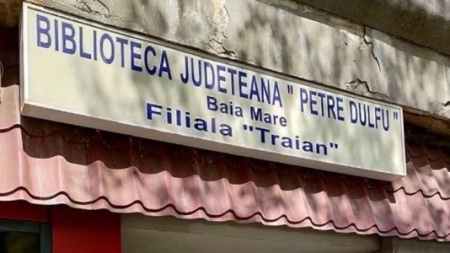 BIBLIOTECA JUDETEANA " PETRE DULFU "
Baia Mare
Filiala "Traian"